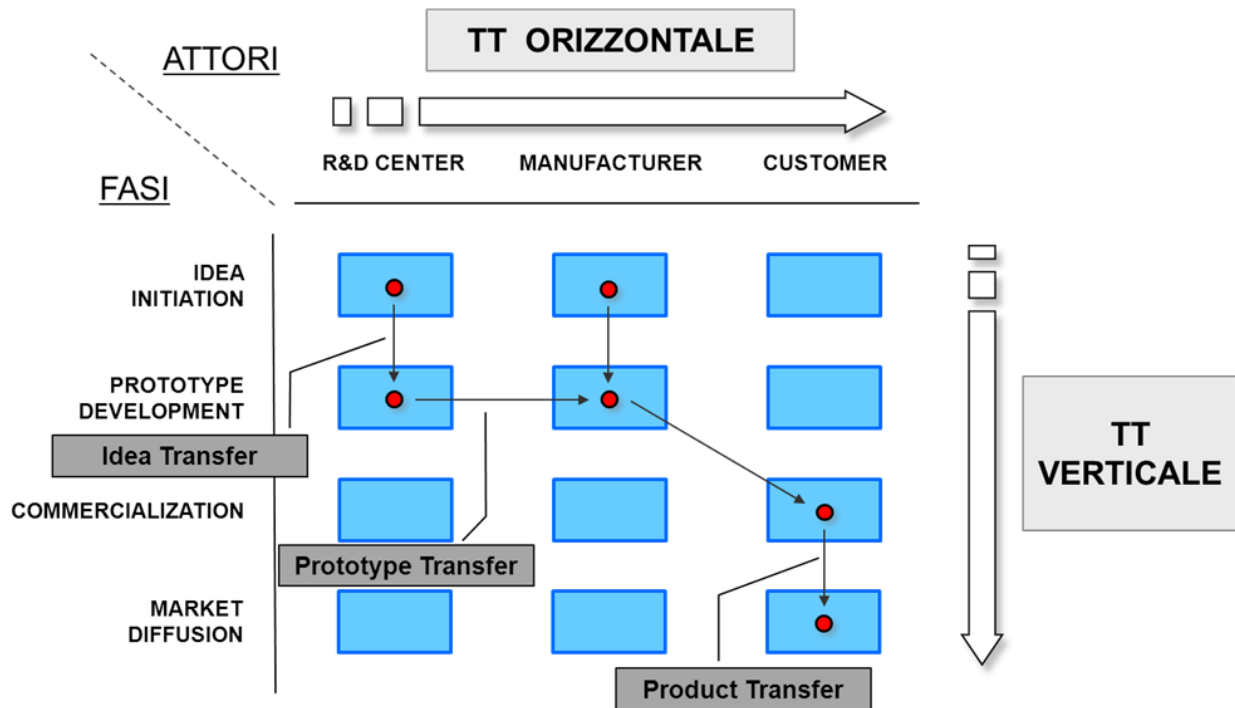 TT ORIZZONTALE
ATTORI
FASI
R&D CENTER
MANUFACTURER
CUSTOMER
IDEA
INITIATION
PROTOTYPE
DEVELOPMENT
Idea Transfer
TT
VERTICALE
COMMERCIALIZATION
Prototype Transfer
MARKET
DIFFUSION
Product Transfer